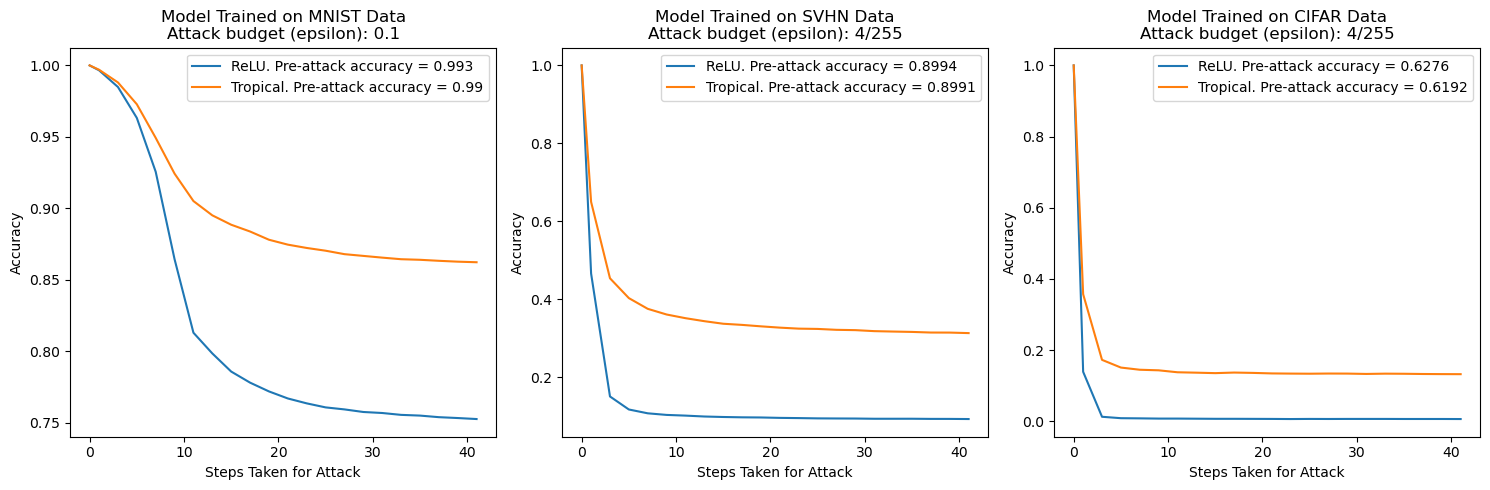 Model Trained on MNIST Data
Attack budget (epsilon): 0.1
ReLU. Pre-attack accuracy = 0.993
Tropical. Pre-attack accuracy = 0.99
1.00
0.95
0.90
0.85
0.80
0.75
Accuracy
0 10 20 30 40
Steps Taken for Attack
Model Trained on SVHN Data
Attack budget (epsilon): 4/255
ReLU. Pre-attack accuracy = 0.8994
Tropical. Pre-attack accuracy = 0.8991
1.0
0.8
0.6
0.4
0.2
Accuracy
0 10 20 30 40
Steps Taken for Attack
Model Trained on CIFAR Data
Attack budget (epsilon): 4/255
ReLU. Pre-attack accuracy = 0.6276
Tropical. Pre-attack accuracy = 0.6192
1.0
0.8
0.6
0.4
0.2
0.0
Accuracy
0 10 20 30 40
Steps Taken for Attack